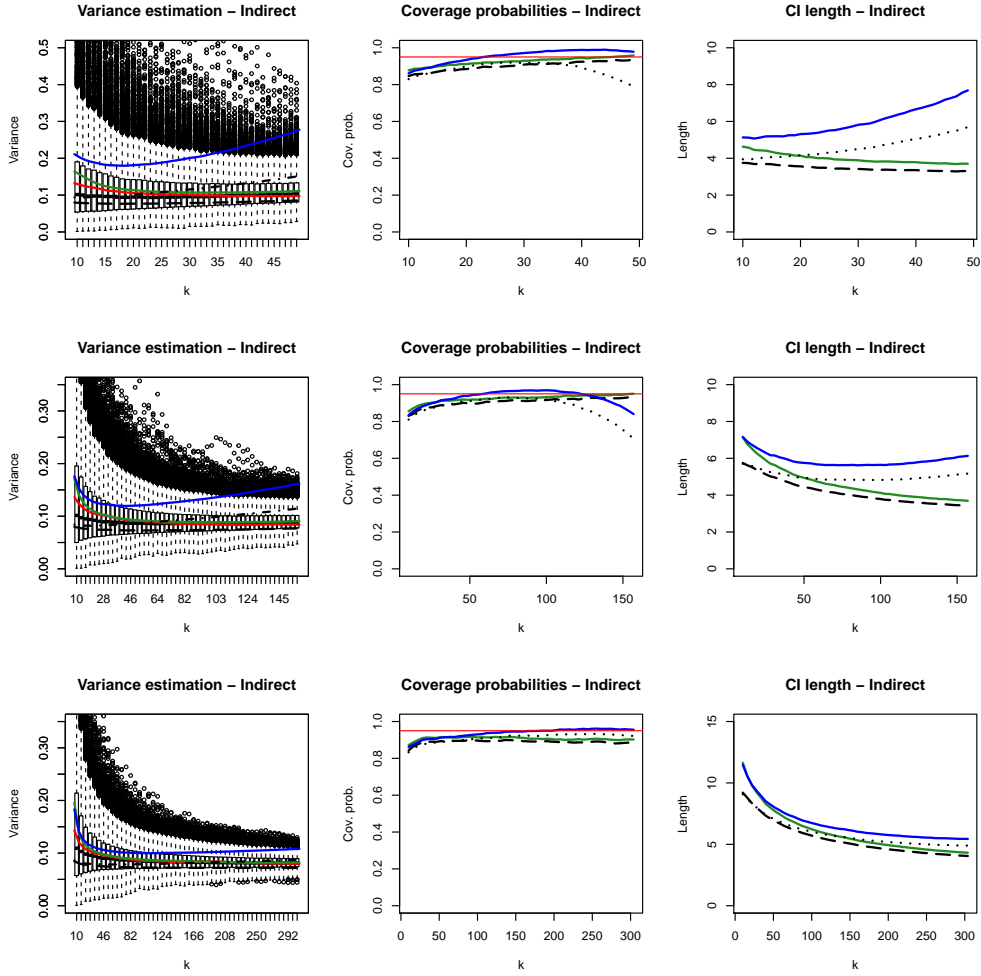 Variance estimation − Indirect
Variance
0.0 0.1 0.2 0.3 0.4 0.5
10 15 20 25 30 35 45
k
Coverage probabilities − Indirect
Cov. prob.
0.0 0.2 0.4 0.6 0.8 1.0
10 20 30 40 50
k
CI length − Indirect
Length
0 2 4 6 8 10
10 20 30 40 50
k
Variance estimation − Indirect
Variance
0.00 0.10 0.20 0.30
10 28 46 64 82 103 124 145
k
Coverage probabilities − Indirect
Cov. prob.
0.0 0.2 0.4 0.6 0.8 1.0
50 100 150
k
CI length − Indirect
Length
0 2 4 6 8 10
50 100 150
k
Variance estimation − Indirect
Variance
0.00 0.10 0.20 0.30
10 46 82 124 166 208 250 292
k
Coverage probabilities − Indirect
Cov. prob.
0.0 0.2 0.4 0.6 0.8 1.0
0 50 100 150 200 250 300
k
CI length − Indirect
Length
0 5 10 15
0 50 100 150 200 250 300
k